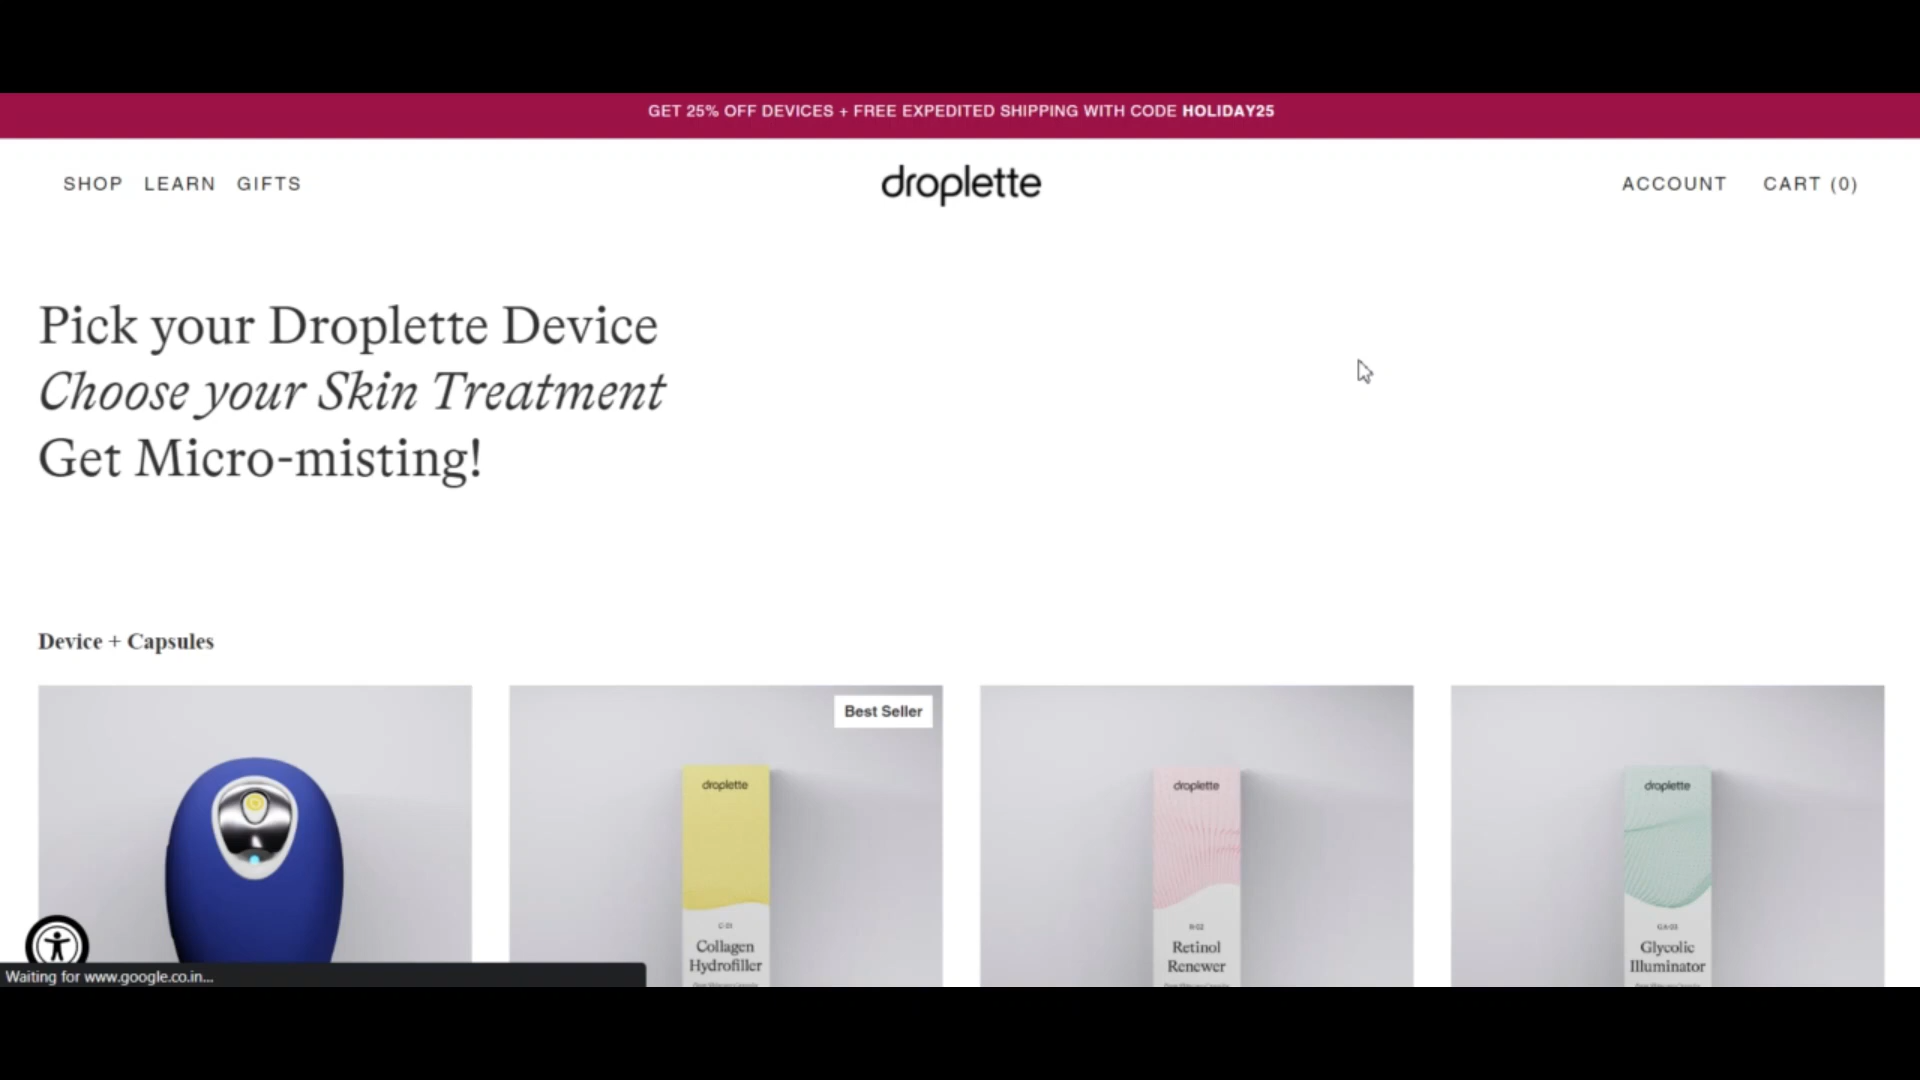 GET 25% OFF DEVICES + FREE EXPEDITED SHIPPING WITH CODE HOLIDAY25
SHOP LEARN GIFTS
droplette
ACCOUNT CART (0)
Pick your Droplette Device
Choose your Skin Treatment
Get Micro-misting!
Device + Capsules
Best Seller
droplette
droplette
droplette
Collagen
Hydrofiller
Retinol
Renewer
Glycolic
Illuminator
Waiting for www.google.co.in...